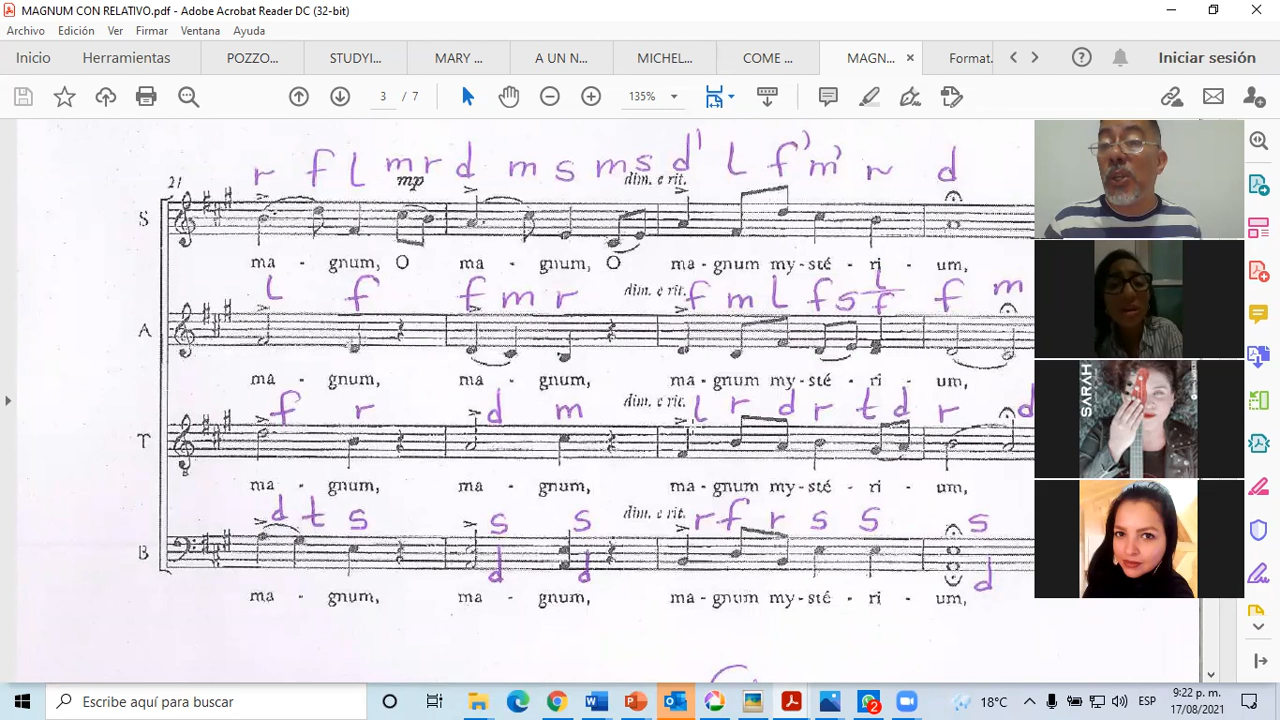 MAGNUM CON RELATIVO.pdf - Adobe Acrobat Reader DC (32-bit)
Archivo Edición Ver Firmar Ventana Ayuda
Inicio Herramientas POZZO... STUDYI... MARY ... A UN N... MICHEL... COME ... MAGN... Format. Iniciar sesión
3 / 7 135%
r f l m r d m s m s d' l f' m' r d
21 mp dim. e rit.
S
ma - gnum, O ma - gnum, O ma - gnum my - sté - ri - um,
l f f m r dim. e rit. f m l f s l f f m
A
ma - gnum, ma - gnum, ma - gnum my - sté - ri - um,
f r d m dim. e rit. l r d r t d r d
T
ma - gnum, ma - gnum, ma - gnum my - sté - ri - um,
d t s s s dim. e rit. r f r s s s
B
d d d
ma - gnum, ma - gnum, ma - gnum my - sté - ri - um,
SARAH
Escribe aquí para buscar
2
18°C ESP 9:22 p. m.
17/08/2021